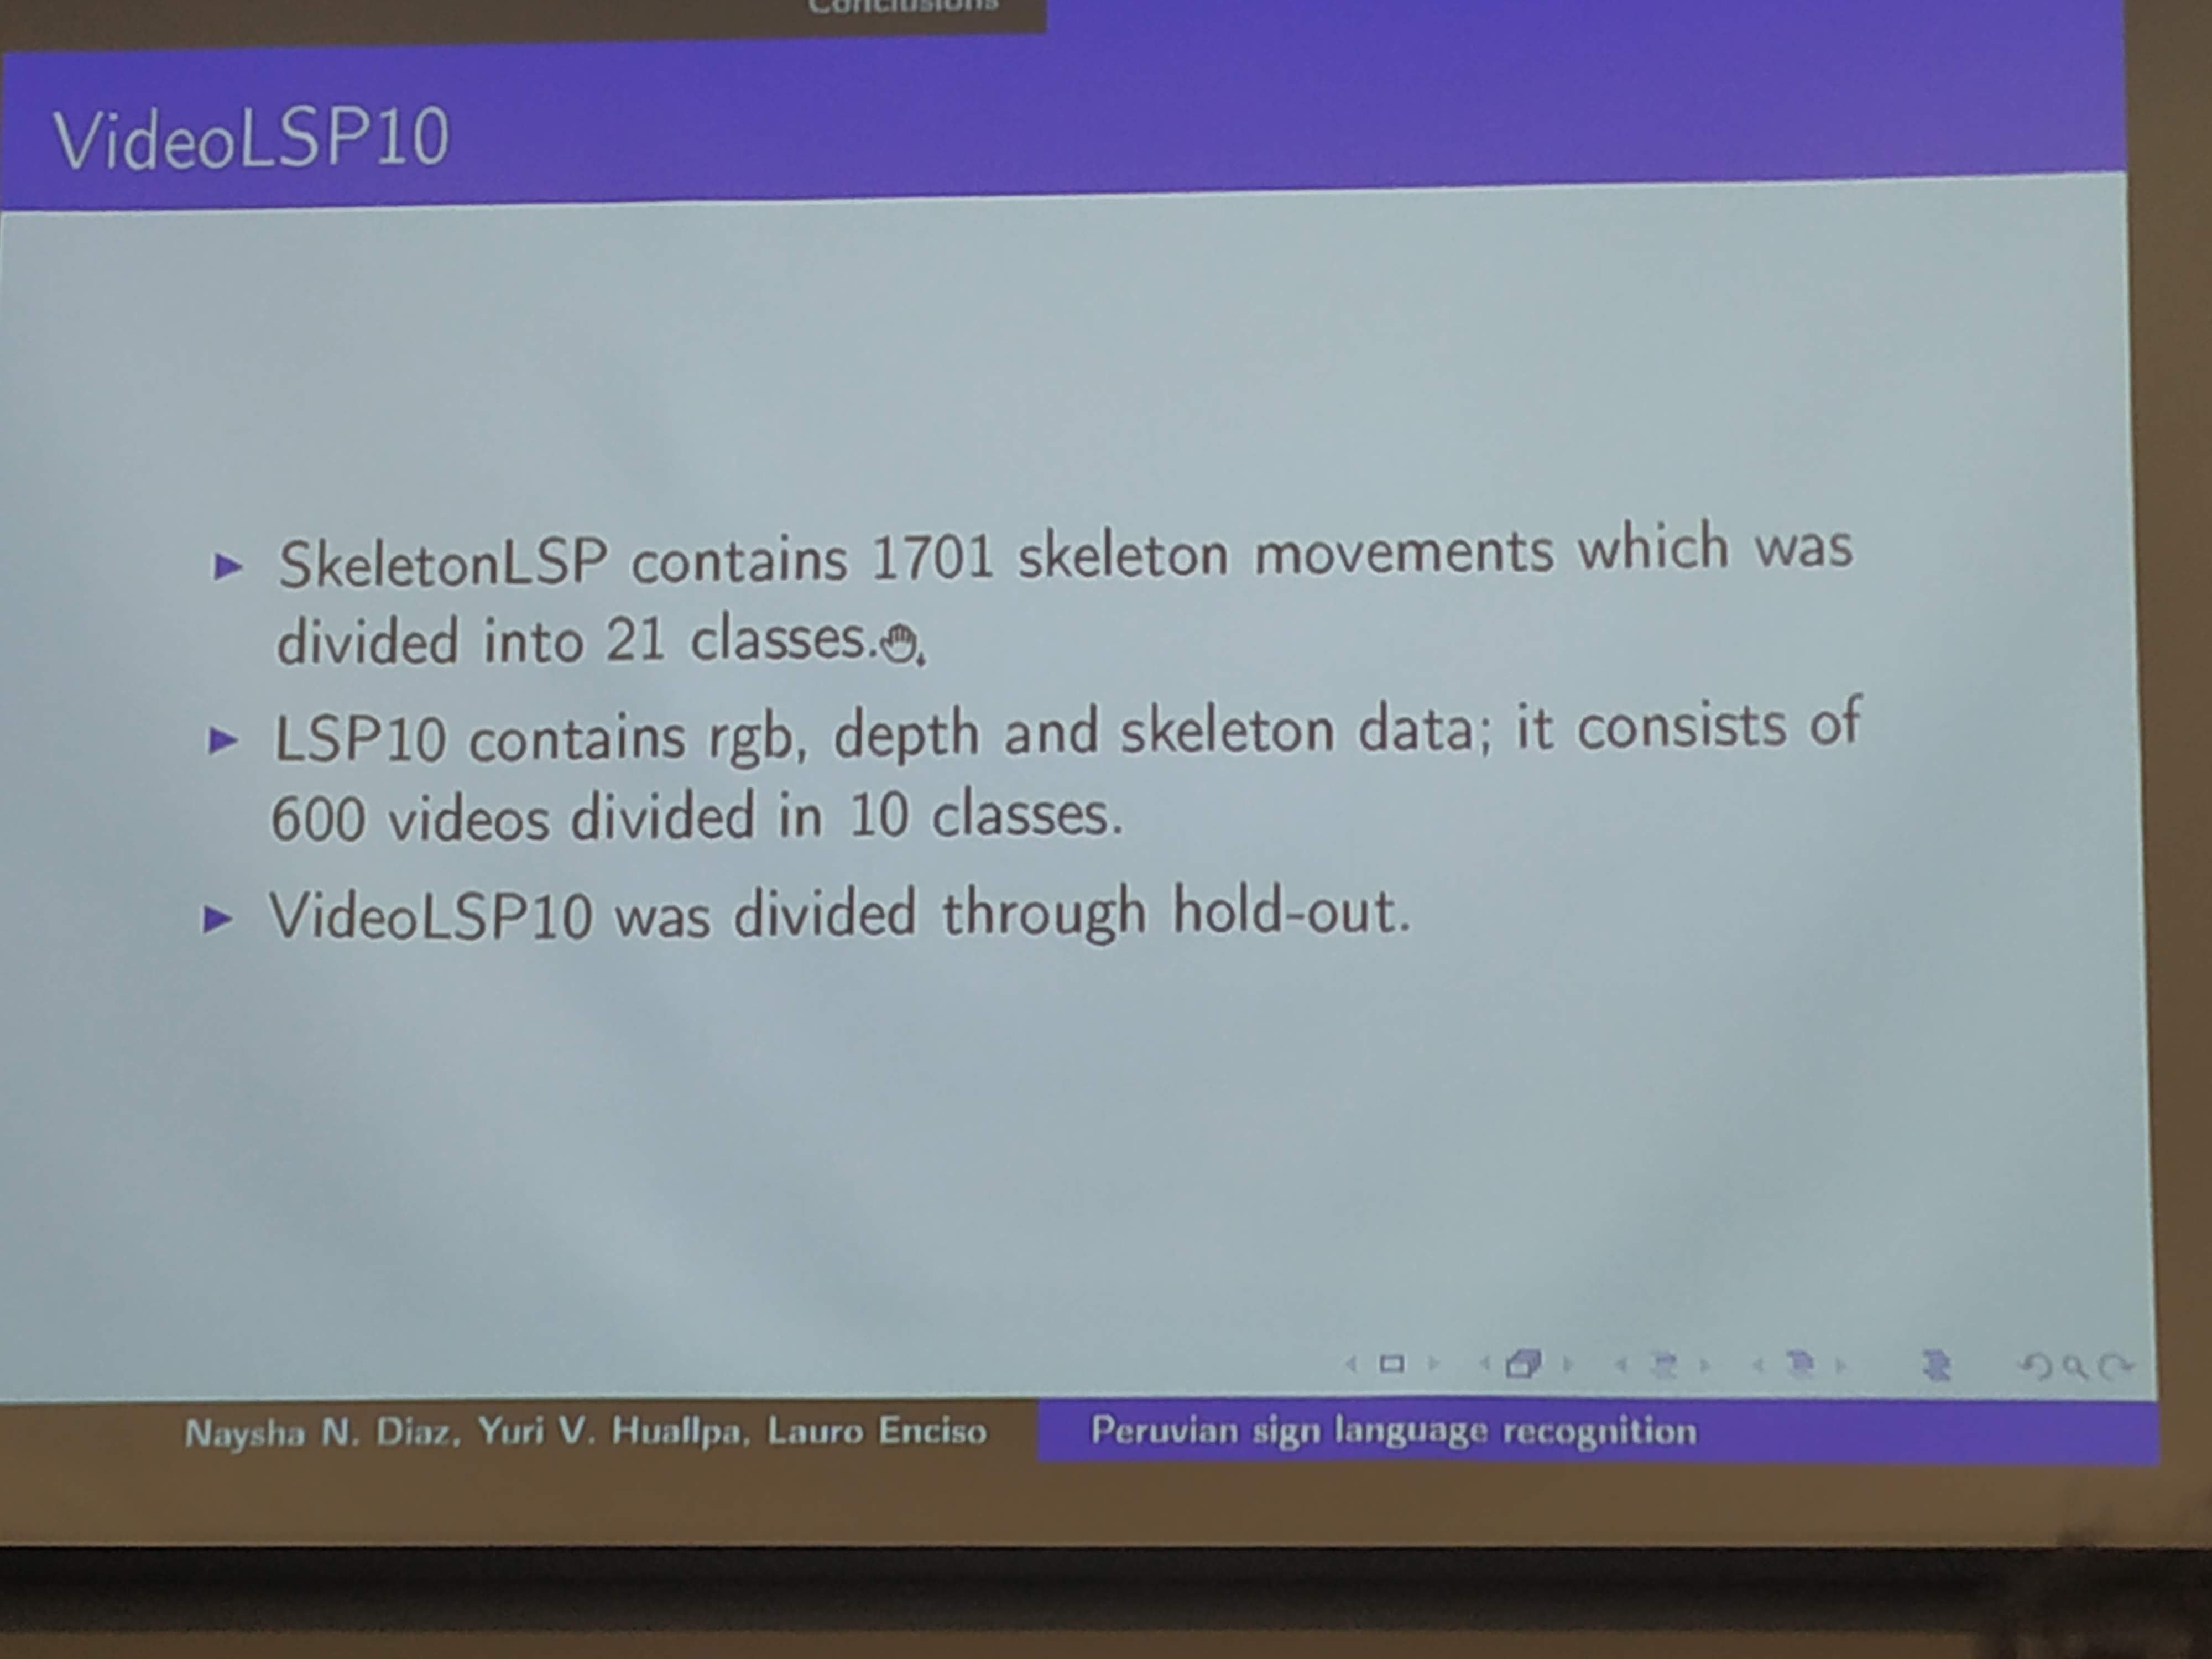 Conclusions
VideoLSP10
SkeletonLSP contains 1701 skeleton movements which was
divided into 21 classes.
LSP10 contains rgb, depth and skeleton data; it consists of
600 videos divided in 10 classes.
VideoLSP10 was divided through hold-out.
Naysha N. Diaz, Yuri V. Huallpa, Lauro Enciso
Peruvian sign language recognition